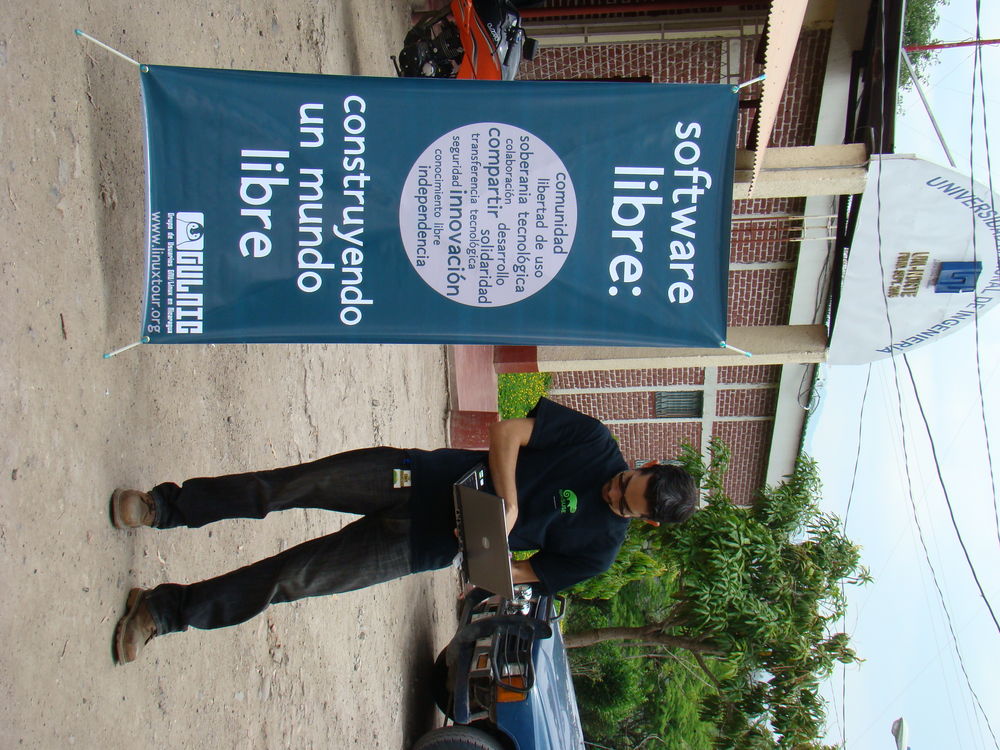 UNIVERSIDAD NACIONAL DE INGENIERÍA
UNI
UNI-NORTE
software
libre:
comunidad
libertad de uso
soberania tecnológica
colaboración desarrollo
compartir solidaridad
transferencia tecnológica
seguridad innovación
conocimiento libre
independencia
construyendo
un mundo
libre
GULNIC
Grupo de Usuarios GNU/Linux en Nicaragua
www.linuxtour.org
DELL